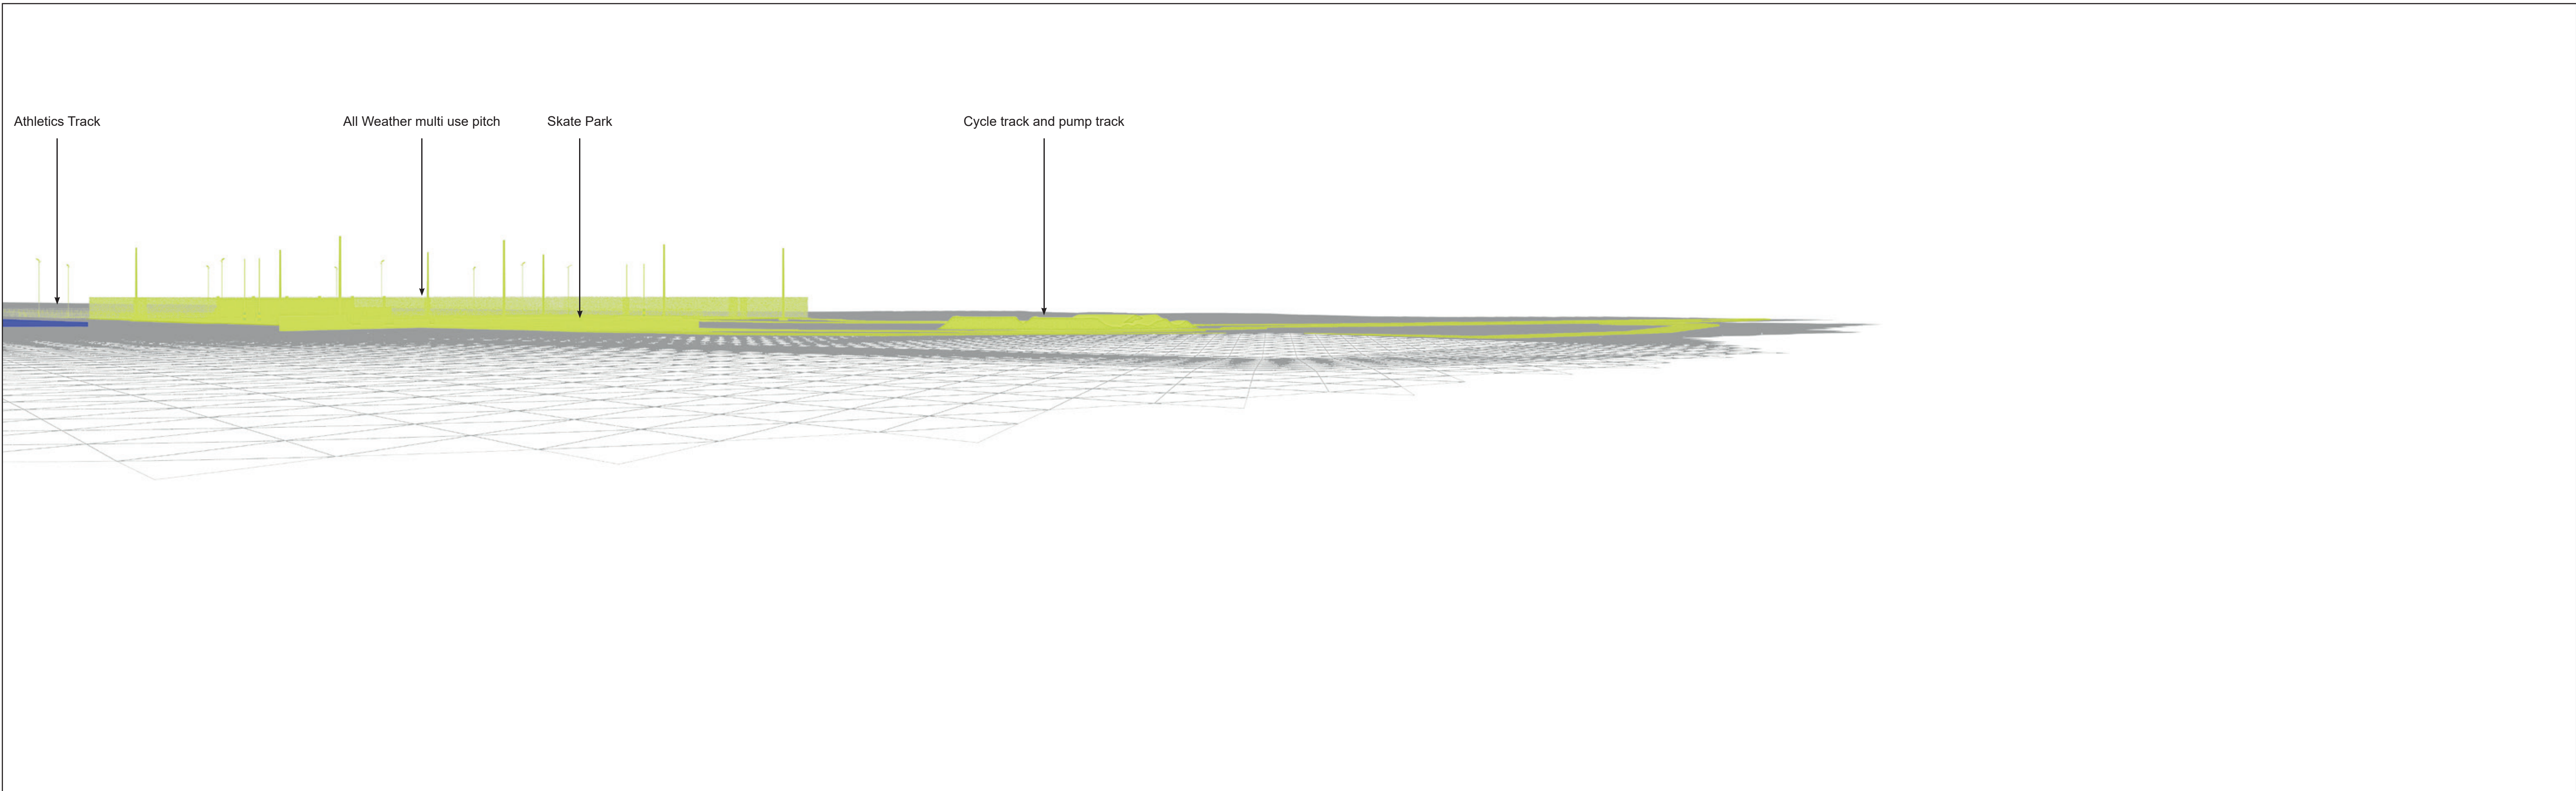 Athletics Track
All Weather multi use pitch
Skate Park
Cycle track and pump track